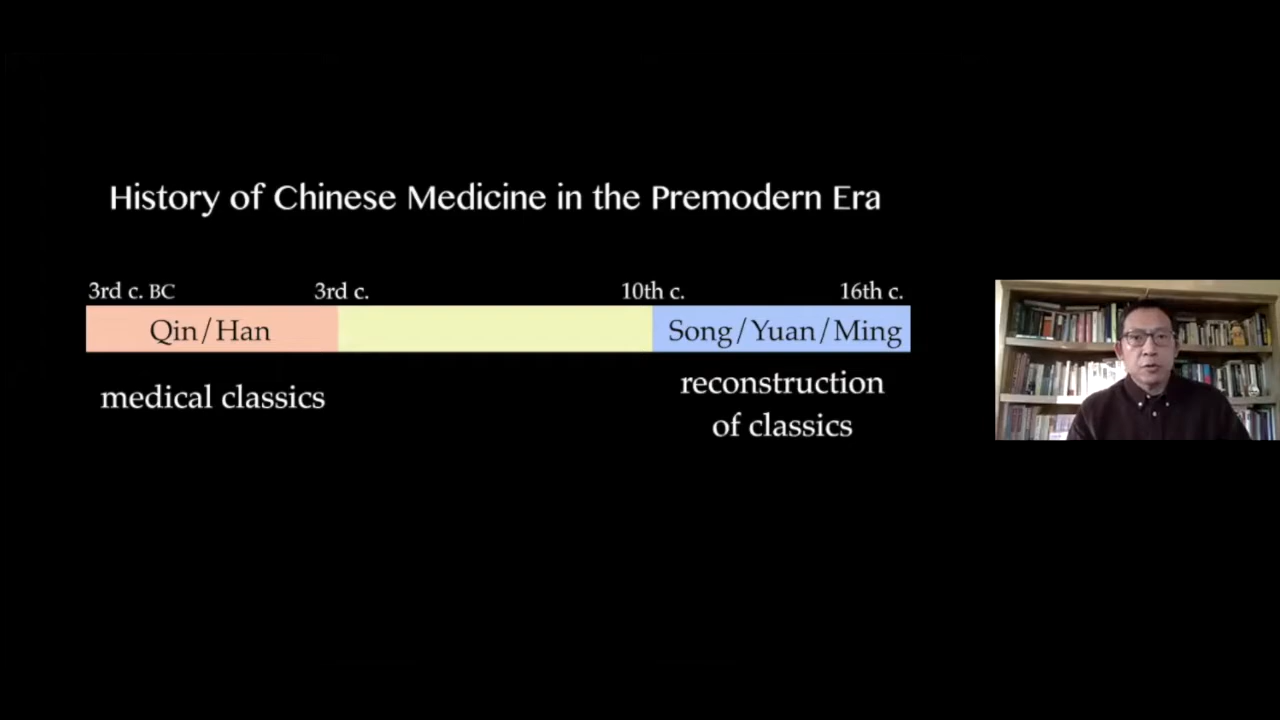 History of Chinese Medicine in the Premodern Era
3rd c. BC
3rd c.
10th c.
16th c.
Qin/Han
Song/Yuan/Ming
medical classics
reconstruction
of classics